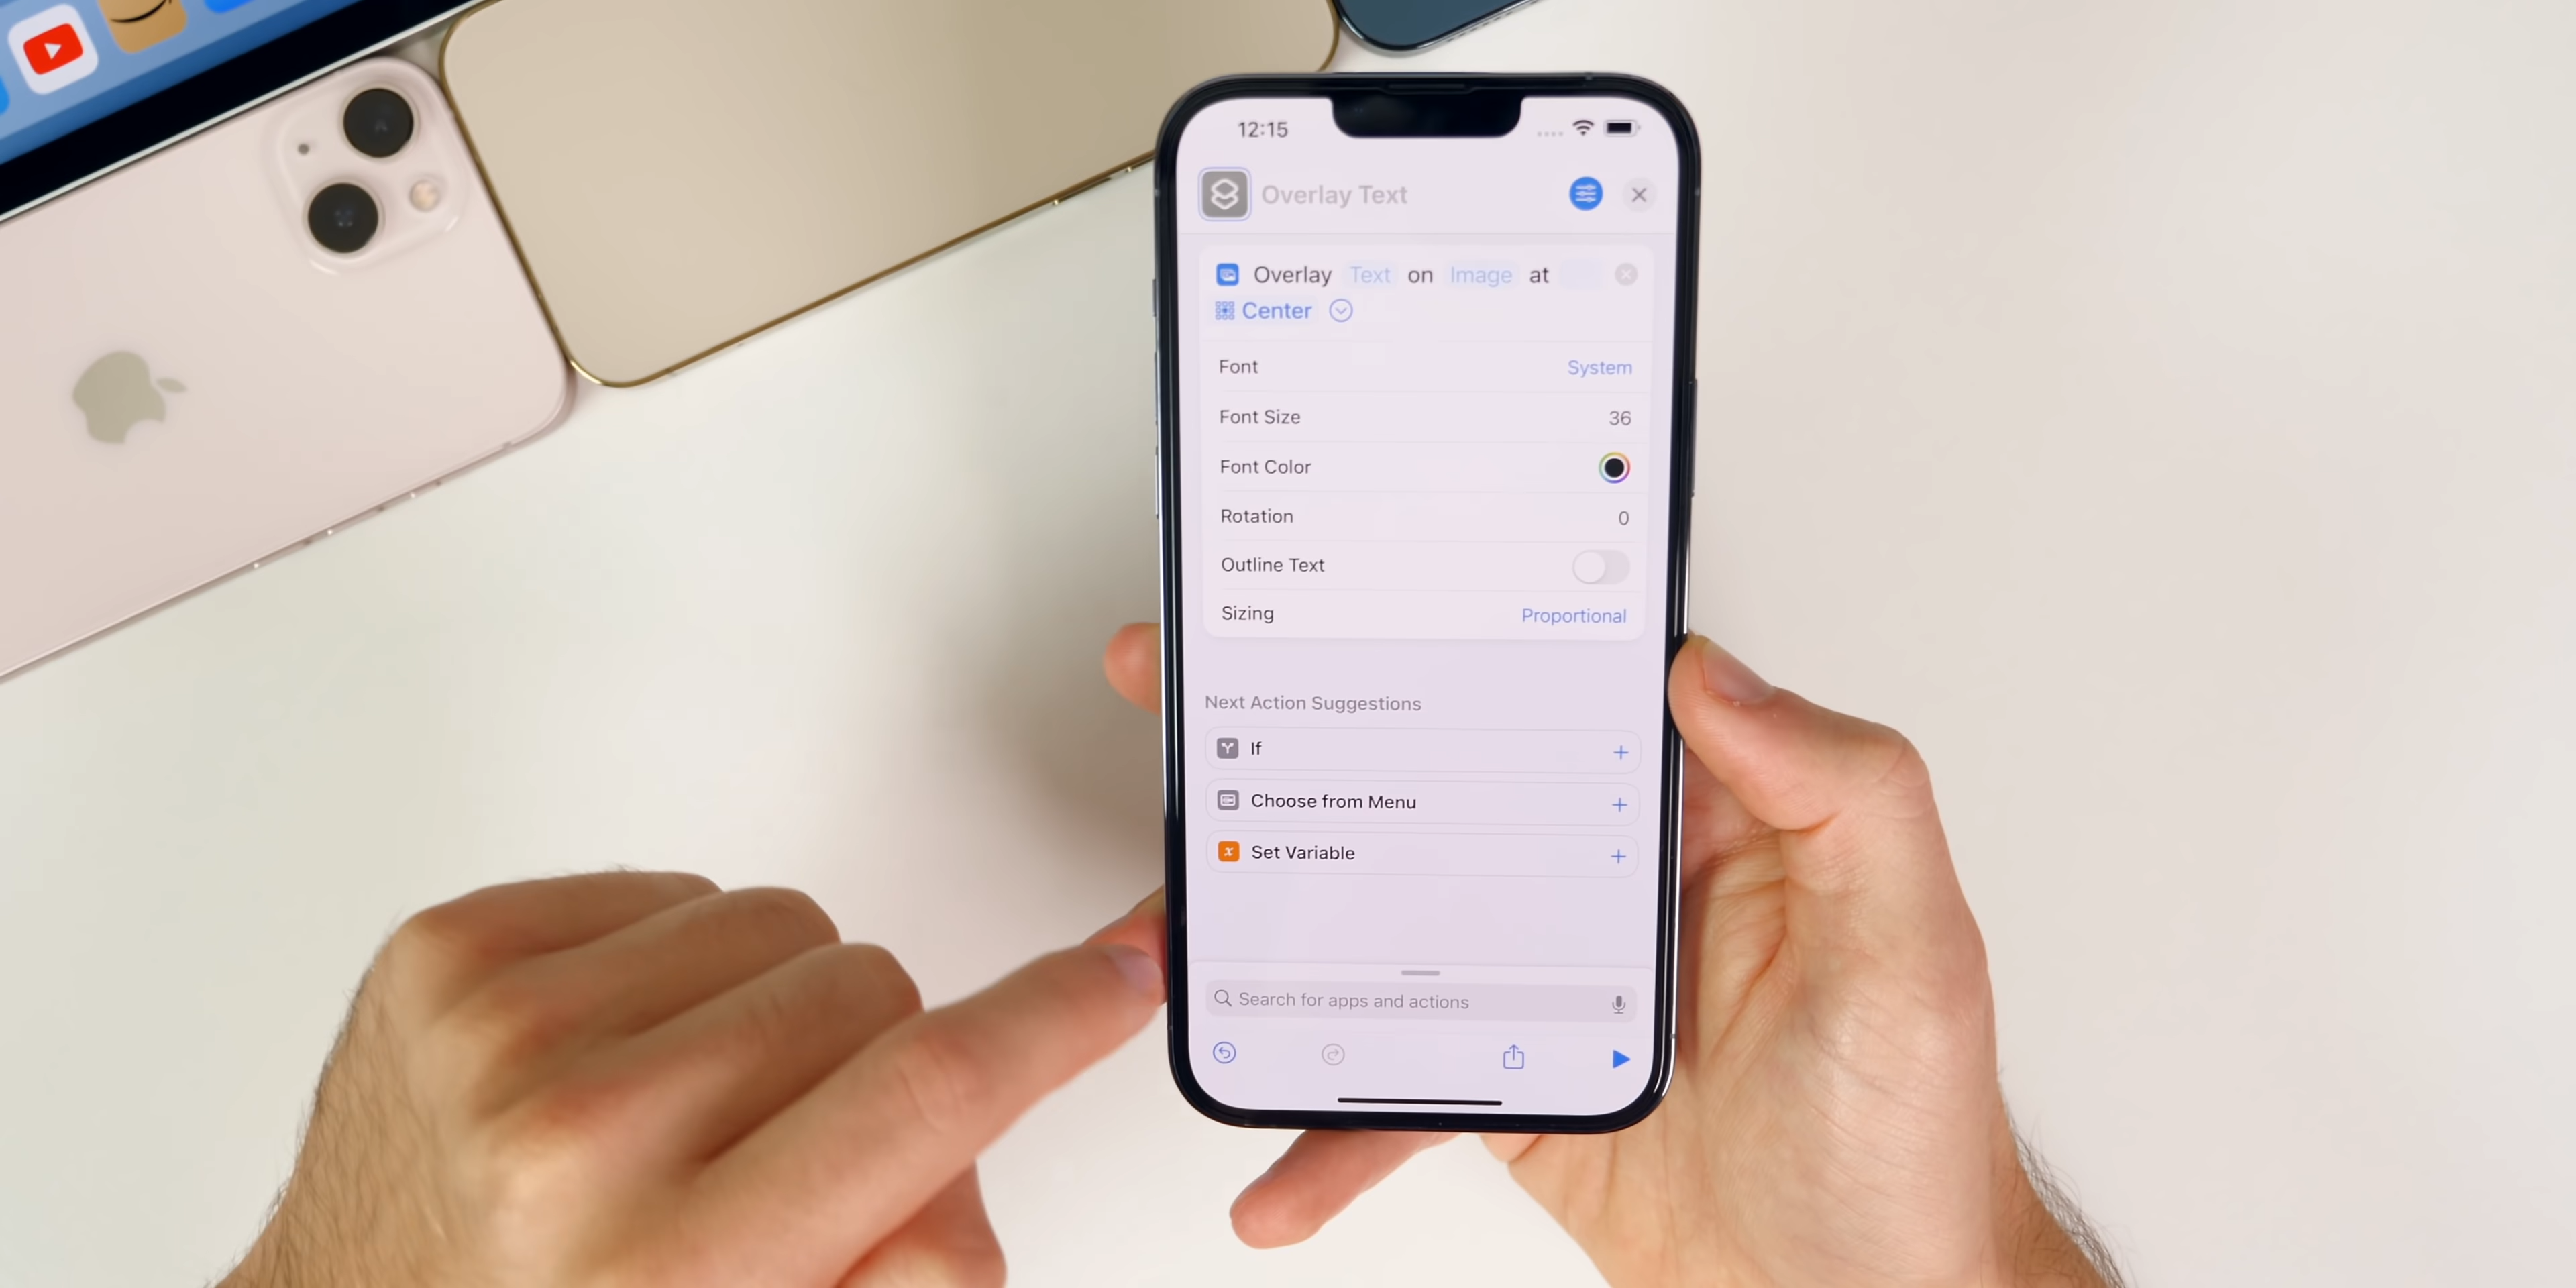 12:15
Overlay Text
Overlay Text on Image at
Center
Font System
Font Size 36
Font Color
Rotation 0
Outline Text
Sizing Proportional
Next Action Suggestions
If
Choose from Menu
Set Variable
Search for apps and actions